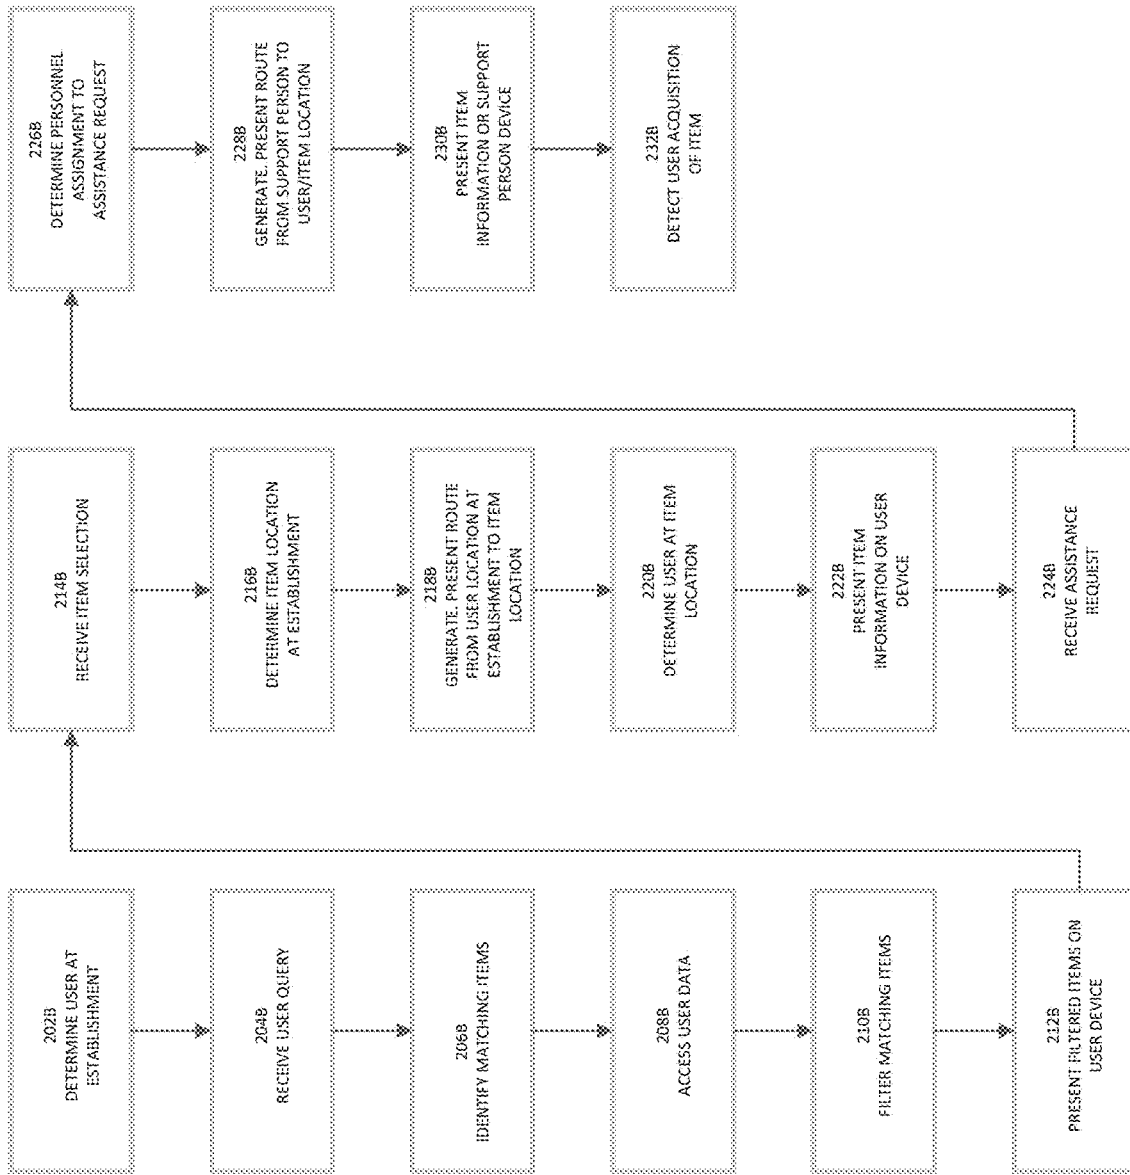 202B
DETERMINE USER AT
ESTABLISHMENT
204B
RECEIVE USER QUERY
206B
IDENTIFY MATCHING ITEMS
208B
ACCESS USER DATA
210B
FILTER MATCHING ITEMS
212B
PRESENT FILTERED ITEMS ON
USER DEVICE
214B
RECEIVE ITEM SELECTION
216B
DETERMINE ITEM LOCATION
AT ESTABLISHMENT
218B
GENERATE, PRESENT ROUTE
FROM USER LOCATION AT
ESTABLISHMENT TO ITEM
LOCATION
220B
DETERMINE USER AT ITEM
LOCATION
222B
PRESENT ITEM
INFORMATION ON USER
DEVICE
224B
RECEIVE ASSISTANCE
REQUEST
226B
DETERMINE PERSONNEL
ASSIGNMENT TO
ASSISTANCE REQUEST
228B
GENERATE, PRESENT ROUTE
FROM SUPPORT PERSON TO
USER/ITEM LOCATION
230B
PRESENT ITEM
INFORMATION OR SUPPORT
PERSON DEVICE
232B
DETECT USER ACQUISITION
OF ITEM